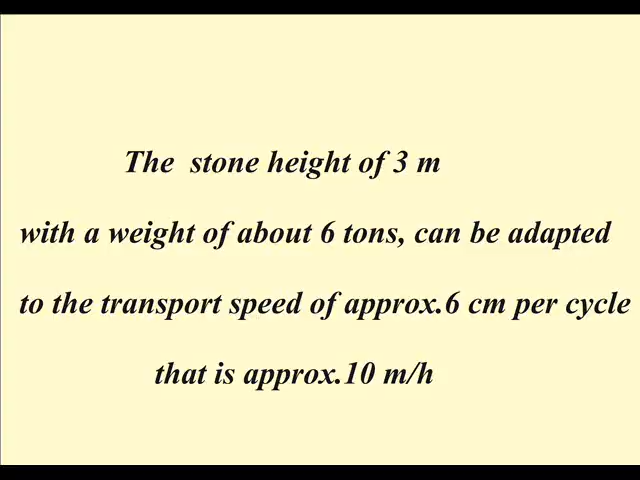 The stone height of 3 m
with a weight of about 6 tons, can be adapted
to the transport speed of approx.6 cm per cycle
that is approx.10 m/h